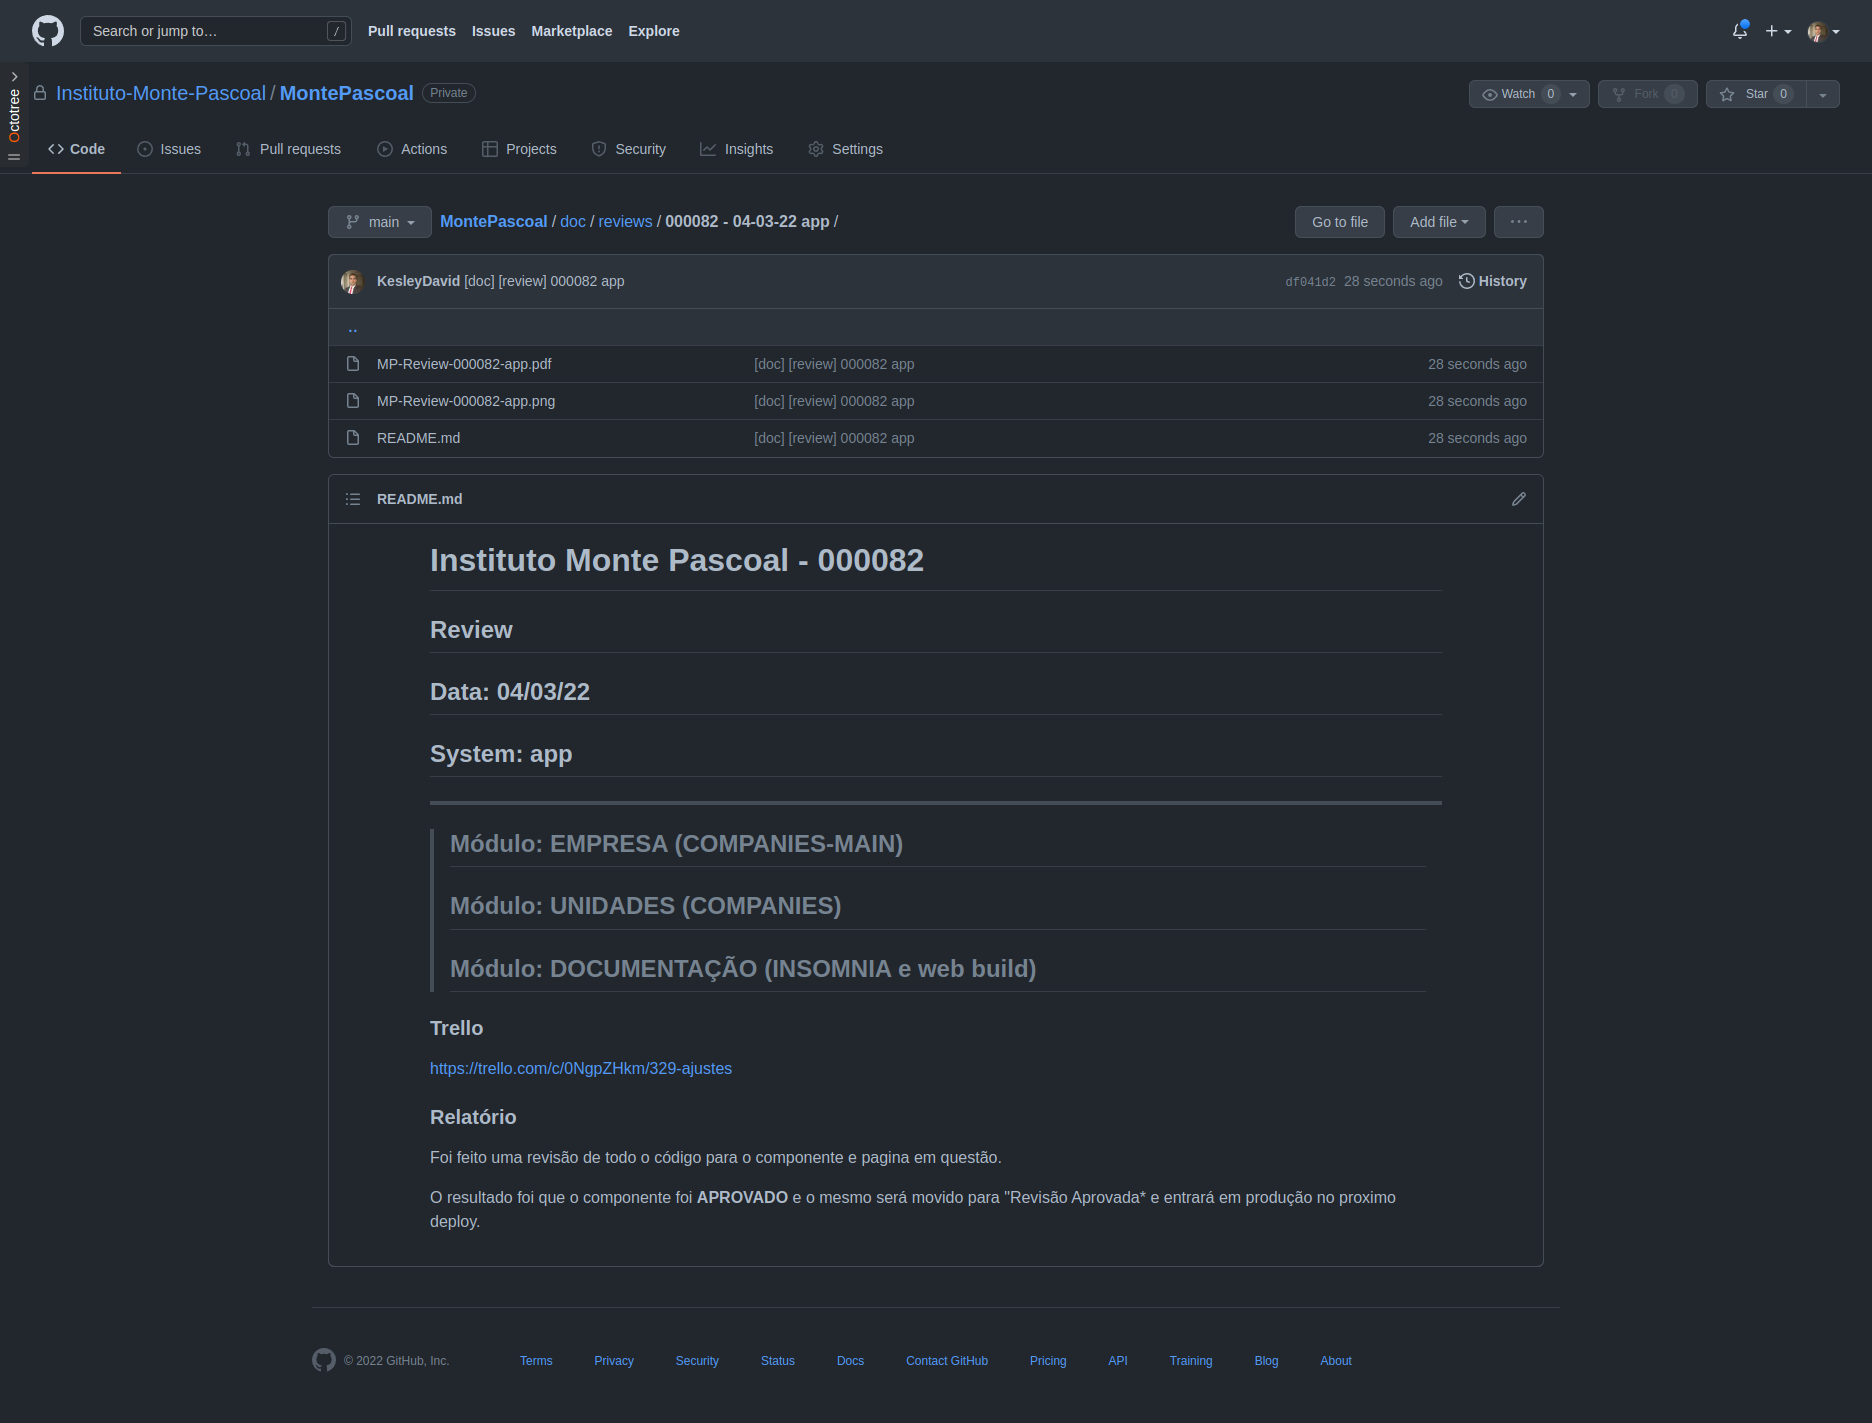 Search or jump to… /
Pull requests Issues Marketplace Explore
Octotree
Instituto-Monte-Pascoal / MontePascoal Private
Watch 0 Fork 0 Star 0
Code Issues Pull requests Actions Projects Security Insights Settings
main MontePascoal / doc / reviews / 000082 - 04-03-22 app /
Go to file Add file ···
KesleyDavid [doc] [review] 000082 app df041d2 28 seconds ago History
..
MP-Review-000082-app.pdf [doc] [review] 000082 app 28 seconds ago
MP-Review-000082-app.png [doc] [review] 000082 app 28 seconds ago
README.md [doc] [review] 000082 app 28 seconds ago
README.md
Instituto Monte Pascoal - 000082
Review
Data: 04/03/22
System: app
Módulo: EMPRESA (COMPANIES-MAIN)
Módulo: UNIDADES (COMPANIES)
Módulo: DOCUMENTAÇÃO (INSOMNIA e web build)
Trello
https://trello.com/c/0NgpZHkm/329-ajustes
Relatório
Foi feito uma revisão de todo o código para o componente e pagina em questão.
O resultado foi que o componente foi APROVADO e o mesmo será movido para "Revisão Aprovada* e entrará em produção no proximo
deploy.
© 2022 GitHub, Inc. Terms Privacy Security Status Docs Contact GitHub Pricing API Training Blog About